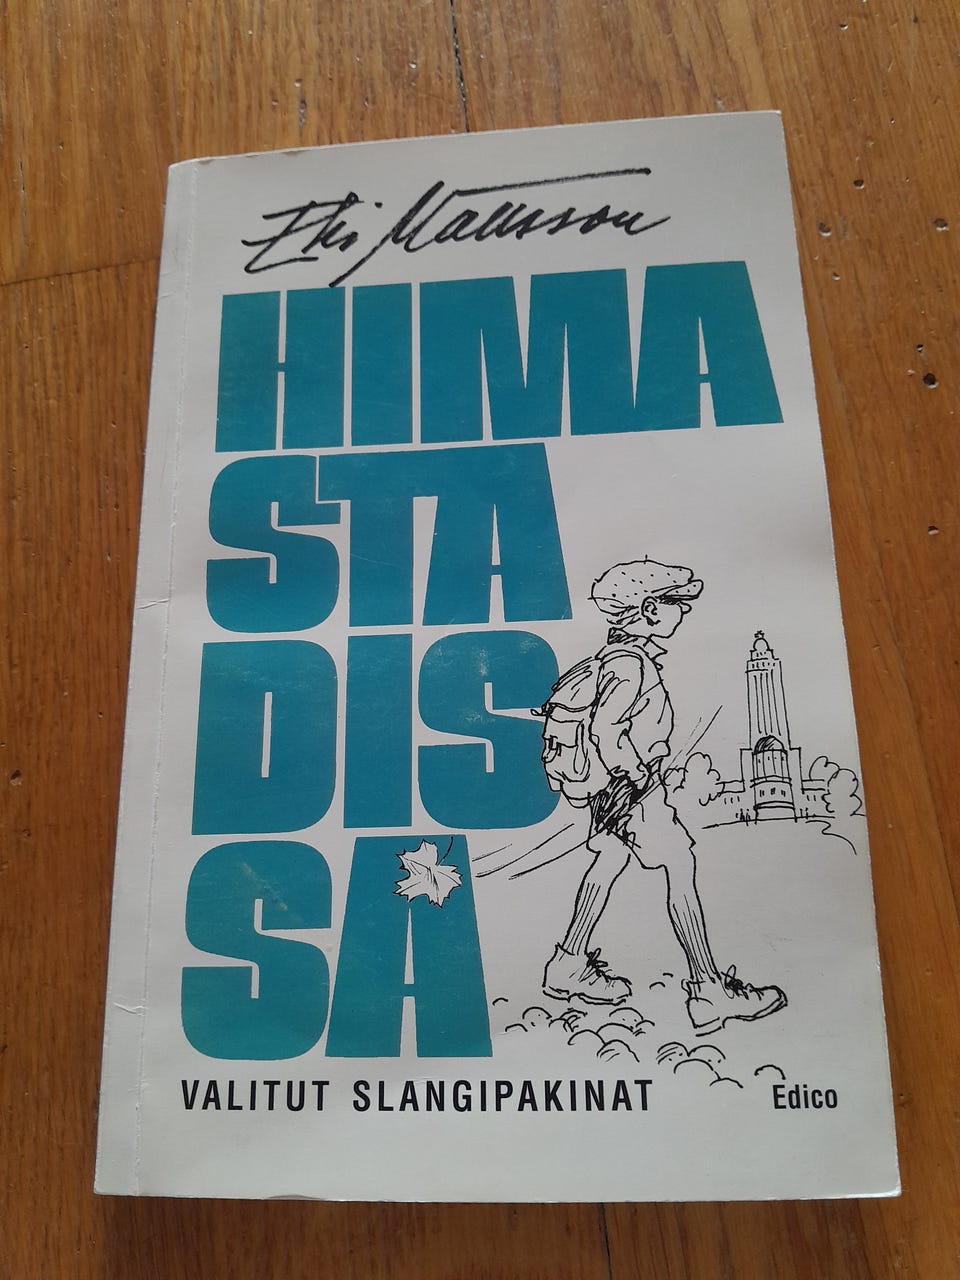 Eki Mattsson
HIMA
STA
DIS
SA
VALITUT SLANGIPAKINAT
Edico